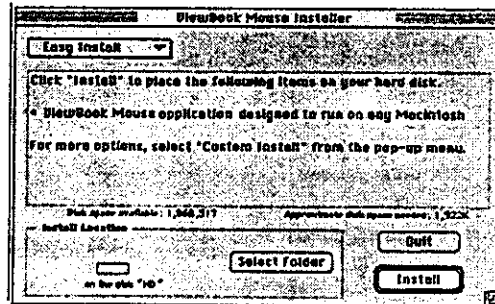 ViewBook Mouse Installer
Easy Install
Click "Install" to place the following items on your hard disk.
• ViewBook Mouse application designed to run on any Macintosh
For more options, select "Custom Install" from the pop-up menu.
Disk space available : 1,968,317 Approximate disk space needed : 1,922K
Install Location
Select Folder
on the disk "HD"
Quit
Install